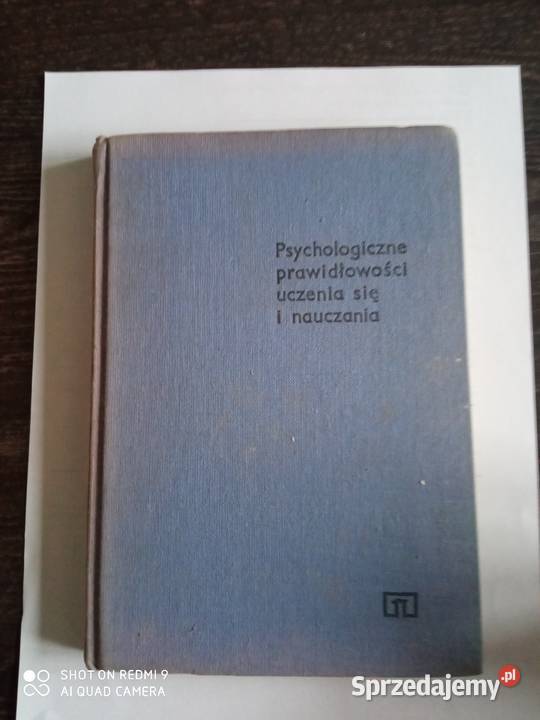 Psychologiczne
prawidłowości
uczenia się
i nauczania
SHOT ON REDMI 9
AI QUAD CAMERA
Sprzedajemy.pl